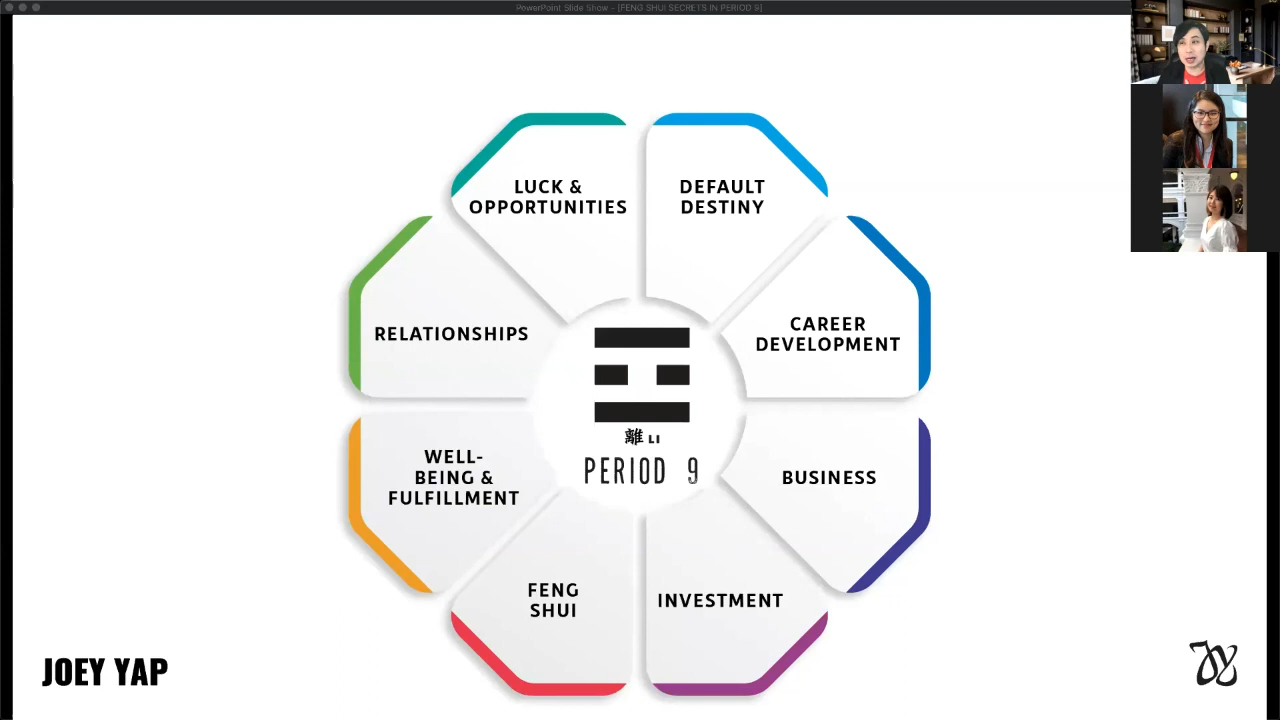 PowerPoint Slide Show - [FENG SHUI SECRETS IN PERIOD 9]
LUCK &
OPPORTUNITIES
DEFAULT
DESTINY
RELATIONSHIPS
CAREER
DEVELOPMENT
離 LI
PERIOD 9
WELL-
BEING &
FULFILLMENT
BUSINESS
FENG
SHUI
INVESTMENT
JOEY YAP
JY